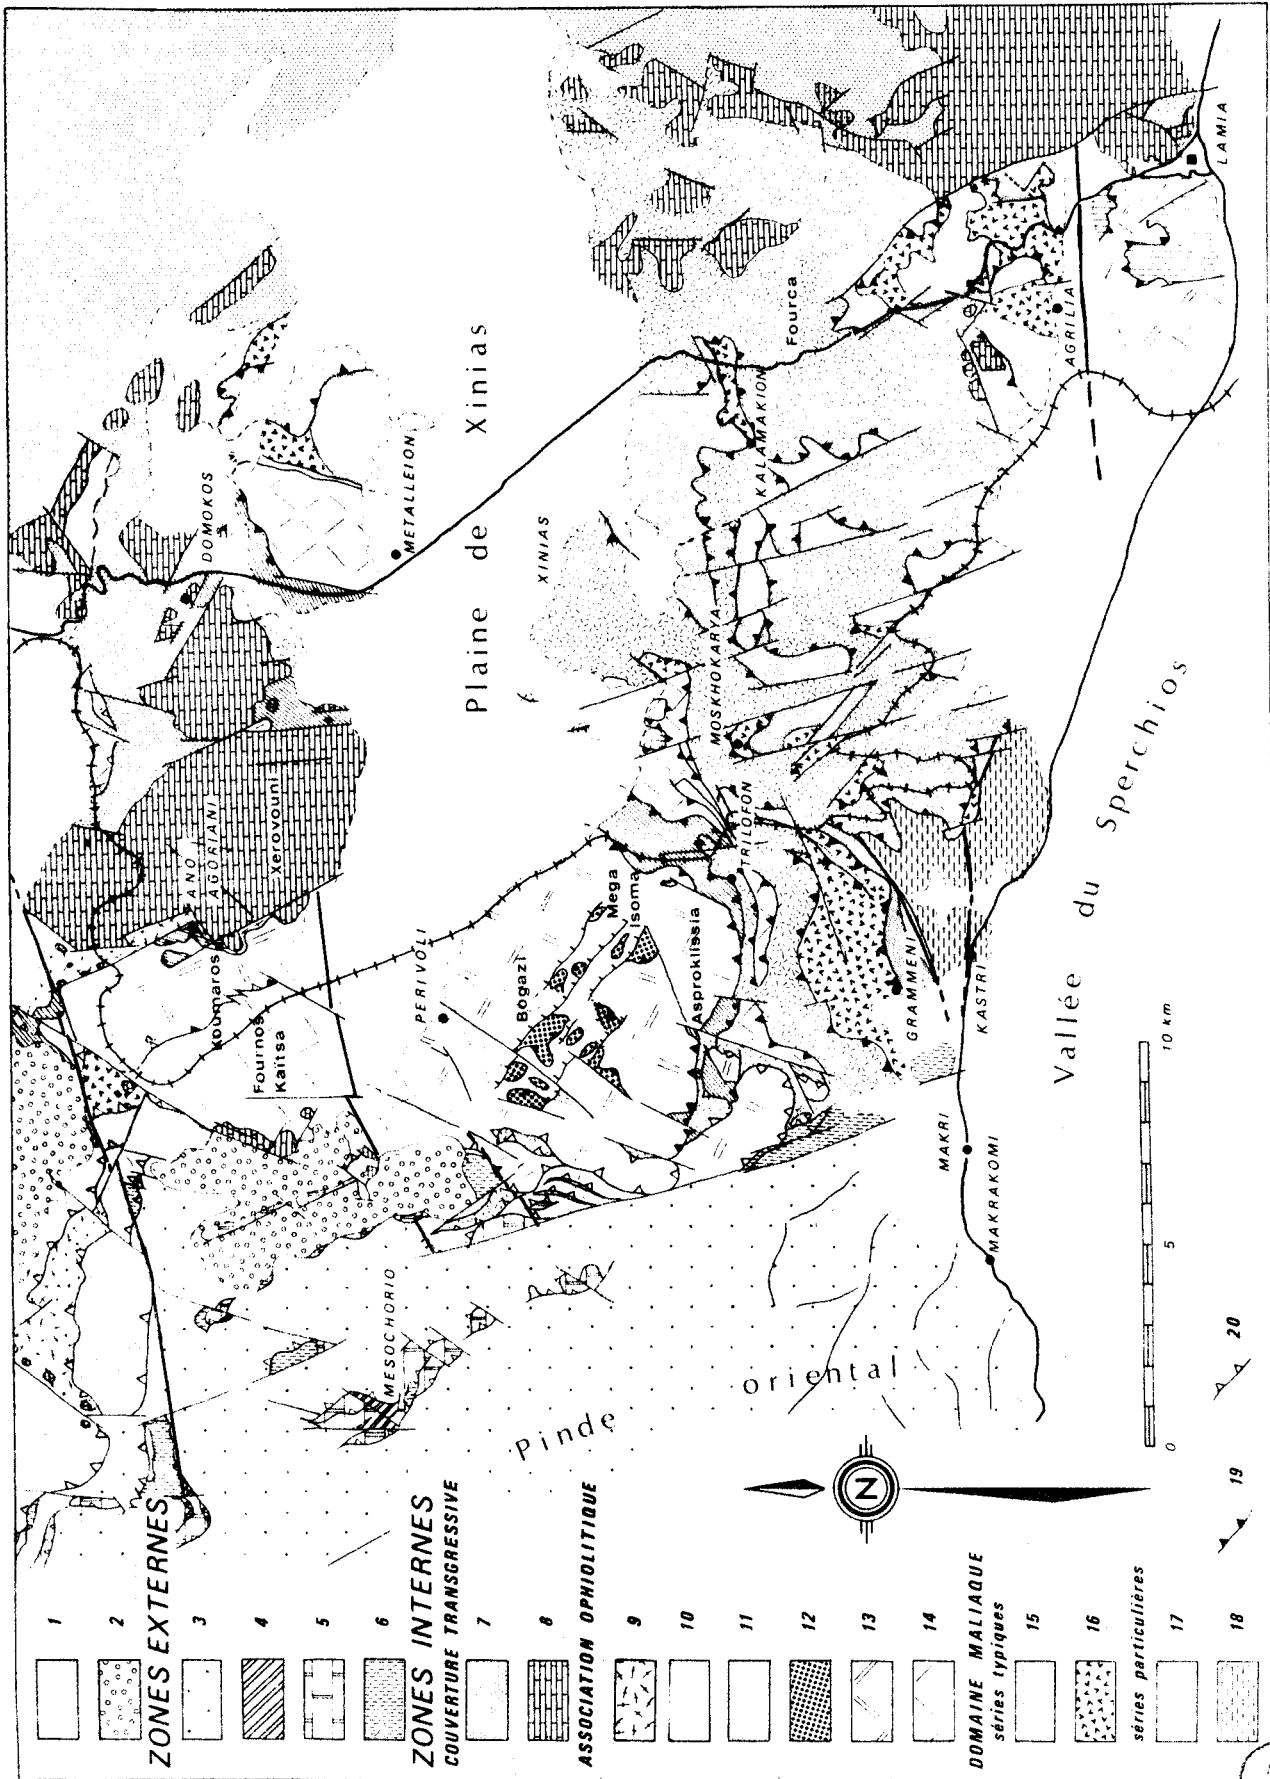 LAMIA
AGRILIA
Fourca
KALAMAKION
DOMOKOS
METALLEION
Plaine de Xinias
XINIAS
MOSKHOKARYA
TRILOFON
Xerovouni
ANO
AGORIANI
Koumaros
Fournos
Kaïtsa
PERIVOLI
Bogazi
Mega
Isoma
Asproklissia
GRAMMENI
KASTRI
Vallée du Sperchios
MAKRI
MAKRAKOMI
MESOCHORIO
Pinde oriental
N
0 5 10 km
1
2
ZONES EXTERNES
3
4
5
6
ZONES INTERNES
COUVERTURE TRANSGRESSIVE
7
8
ASSOCIATION OPHIOLITIQUE
9
10
11
12
13
14
DOMAINE MALIAQUE
séries typiques
15
16
séries particulières
17
18
19
20